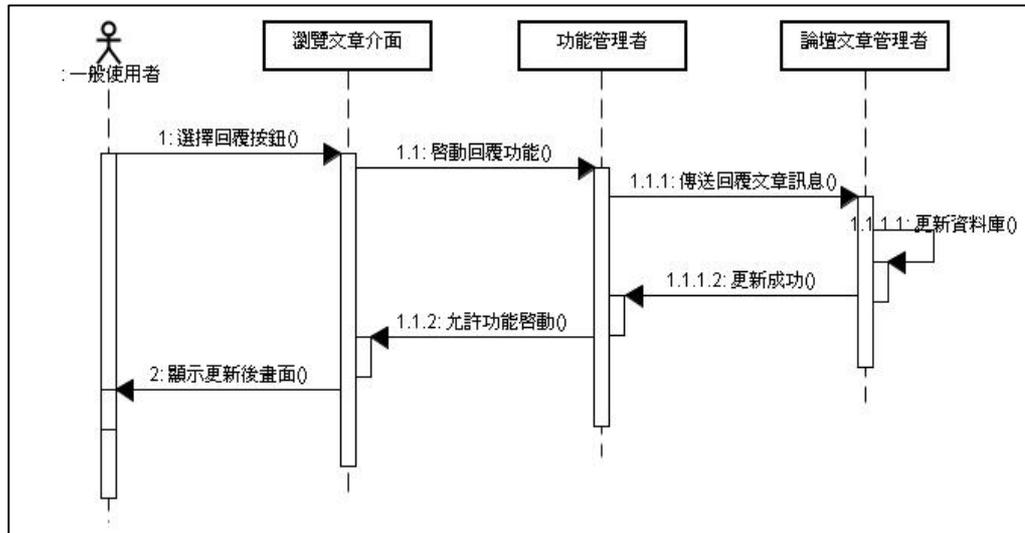 瀏覽文章介面
功能管理者
論壇文章管理者
: 一般使用者
1: 選擇回覆按鈕()
1.1: 啓動回覆功能()
1.1.1: 傳送回覆文章訊息()
1.1.1.1: 更新資料庫()
1.1.1.2: 更新成功()
1.1.2: 允許功能啓動()
2: 顯示更新後畫面()